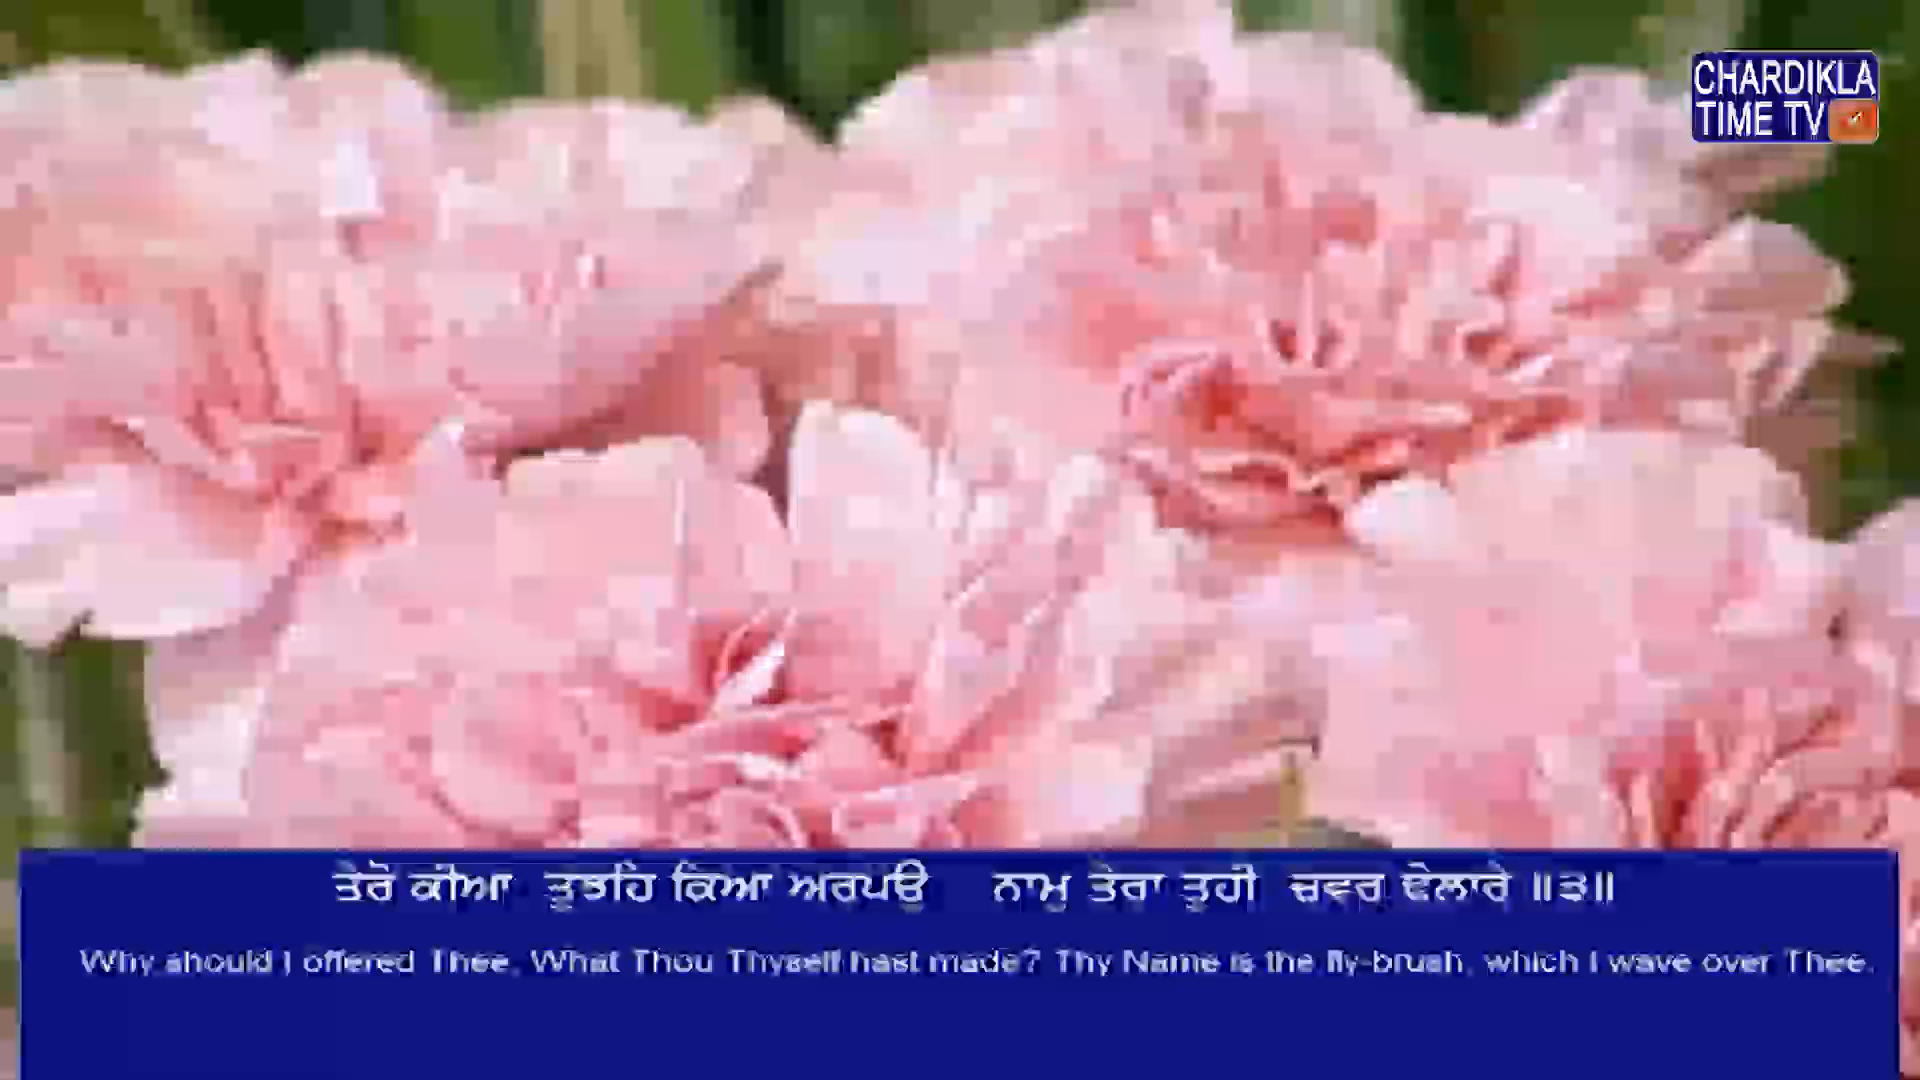 CHARDIKLA
TIME TV
ਤੇਰੋ ਕੀਆ ਤੁਝਹਿ ਕਿਆ ਅਰਪਉ ਨਾਮੁ ਤੇਰਾ ਤੁਹੀ ਚਵਰ ਢੋਲਾਰੇ ॥੩॥
Why should I offered Thee, What Thou Thyself hast made? Thy Name is the fly-brush, which I wave over Thee.